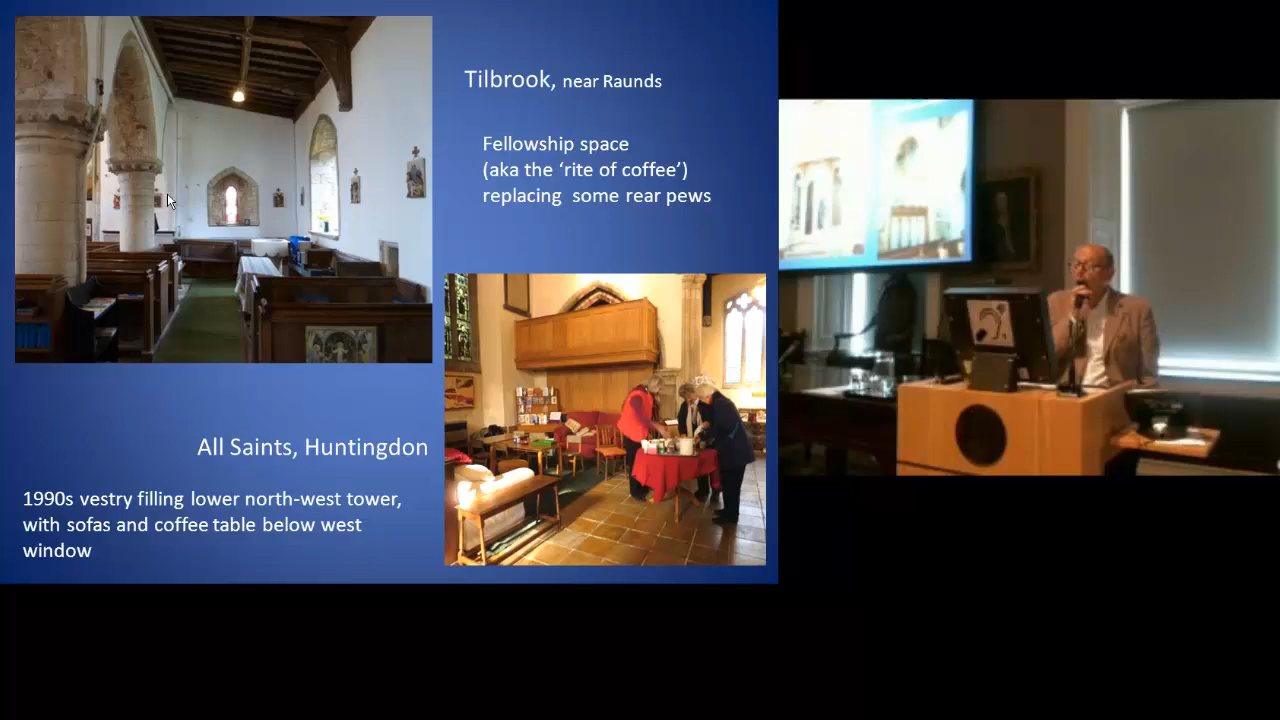 Tilbrook, near Raunds
Fellowship space
(aka the ‘rite of coffee’)
replacing  some rear pews
All Saints, Huntingdon
1990s vestry filling lower north-west tower,
with sofas and coffee table below west
window